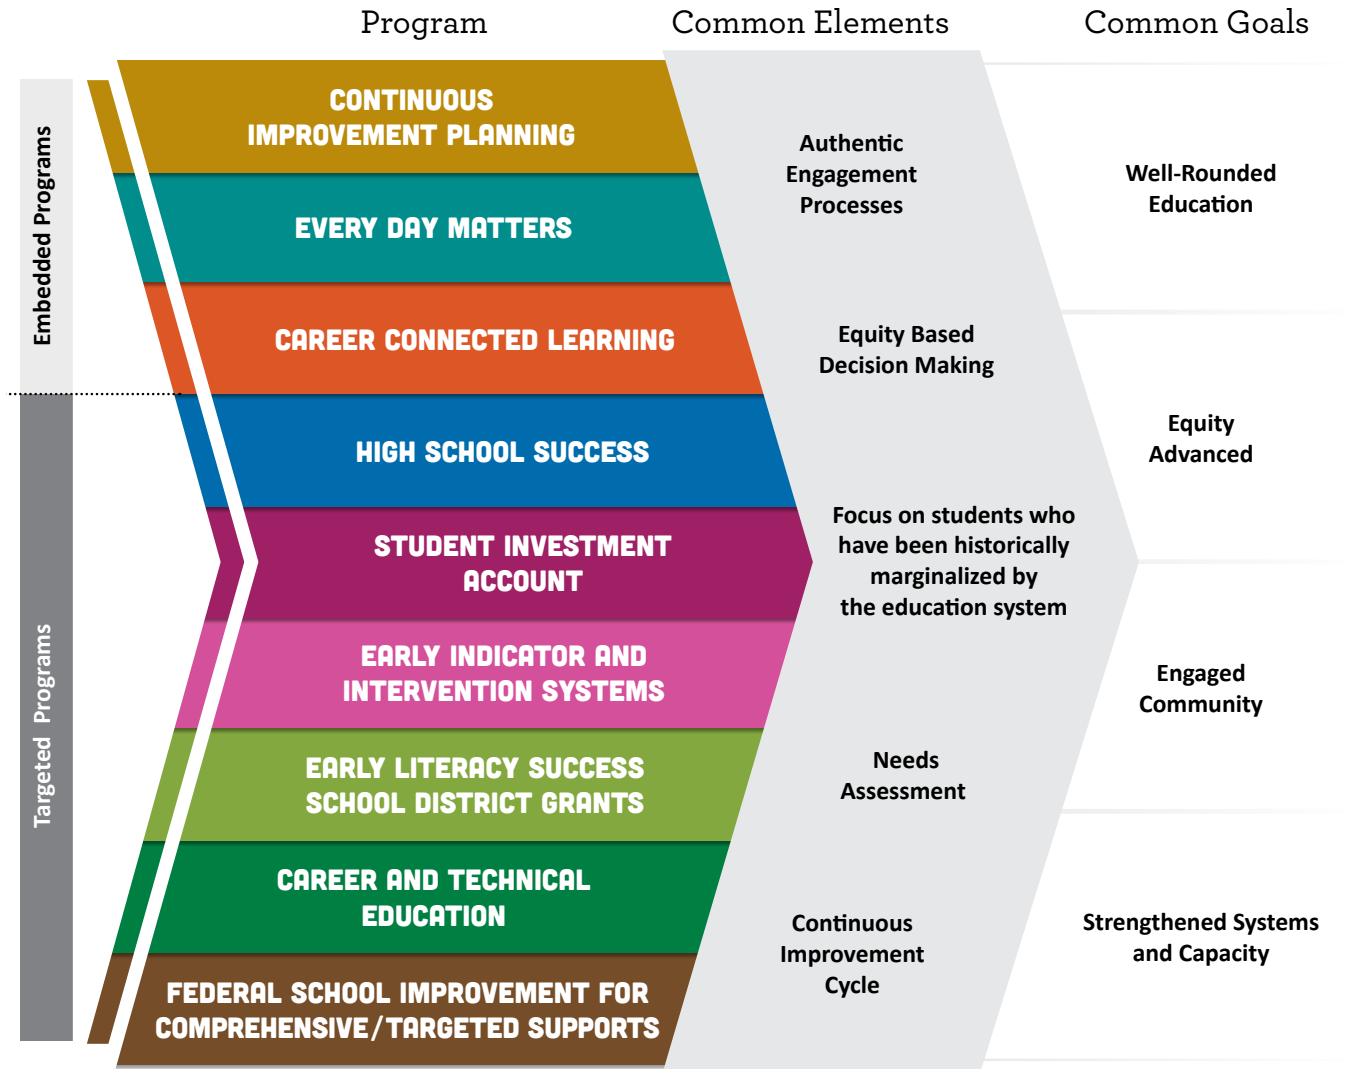 Program
Common Elements
Common Goals
Embedded Programs
Targeted Programs
CONTINUOUS
IMPROVEMENT PLANNING
EVERY DAY MATTERS
CAREER CONNECTED LEARNING
HIGH SCHOOL SUCCESS
STUDENT INVESTMENT
ACCOUNT
EARLY INDICATOR AND
INTERVENTION SYSTEMS
EARLY LITERACY SUCCESS
SCHOOL DISTRICT GRANTS
CAREER AND TECHNICAL
EDUCATION
FEDERAL SCHOOL IMPROVEMENT FOR
COMPREHENSIVE/TARGETED SUPPORTS
Authentic
Engagement
Processes
Equity Based
Decision Making
Focus on students who
have been historically
marginalized by
the education system
Needs
Assessment
Continuous
Improvement
Cycle
Well-Rounded
Education
Equity
Advanced
Engaged
Community
Strengthened Systems
and Capacity